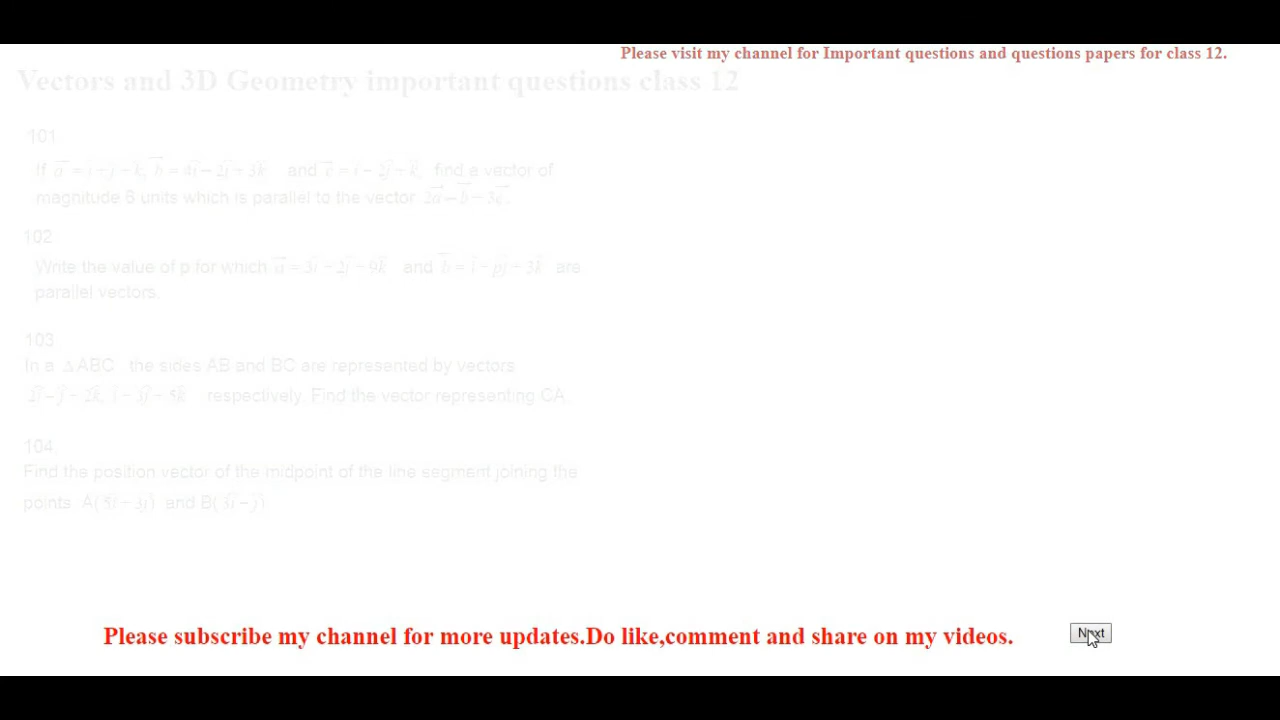 Please visit my channel for Important questions and questions papers for class 12.
Vectors and 3D Geometry important questions class 12
101.
If and find a vector of
magnitude 6 units which is parallel to the vector
102
Write the value of p for which and are
parallel vectors.
103.
In a ΔABC the sides AB and BC are represented by vectors
respectively. Find the vector representing CA.
104.
Find the position vector of the midpoint of the line segment joining the
points A( and B(
Please subscribe my channel for more updates.Do like,comment and share on my videos.
Next